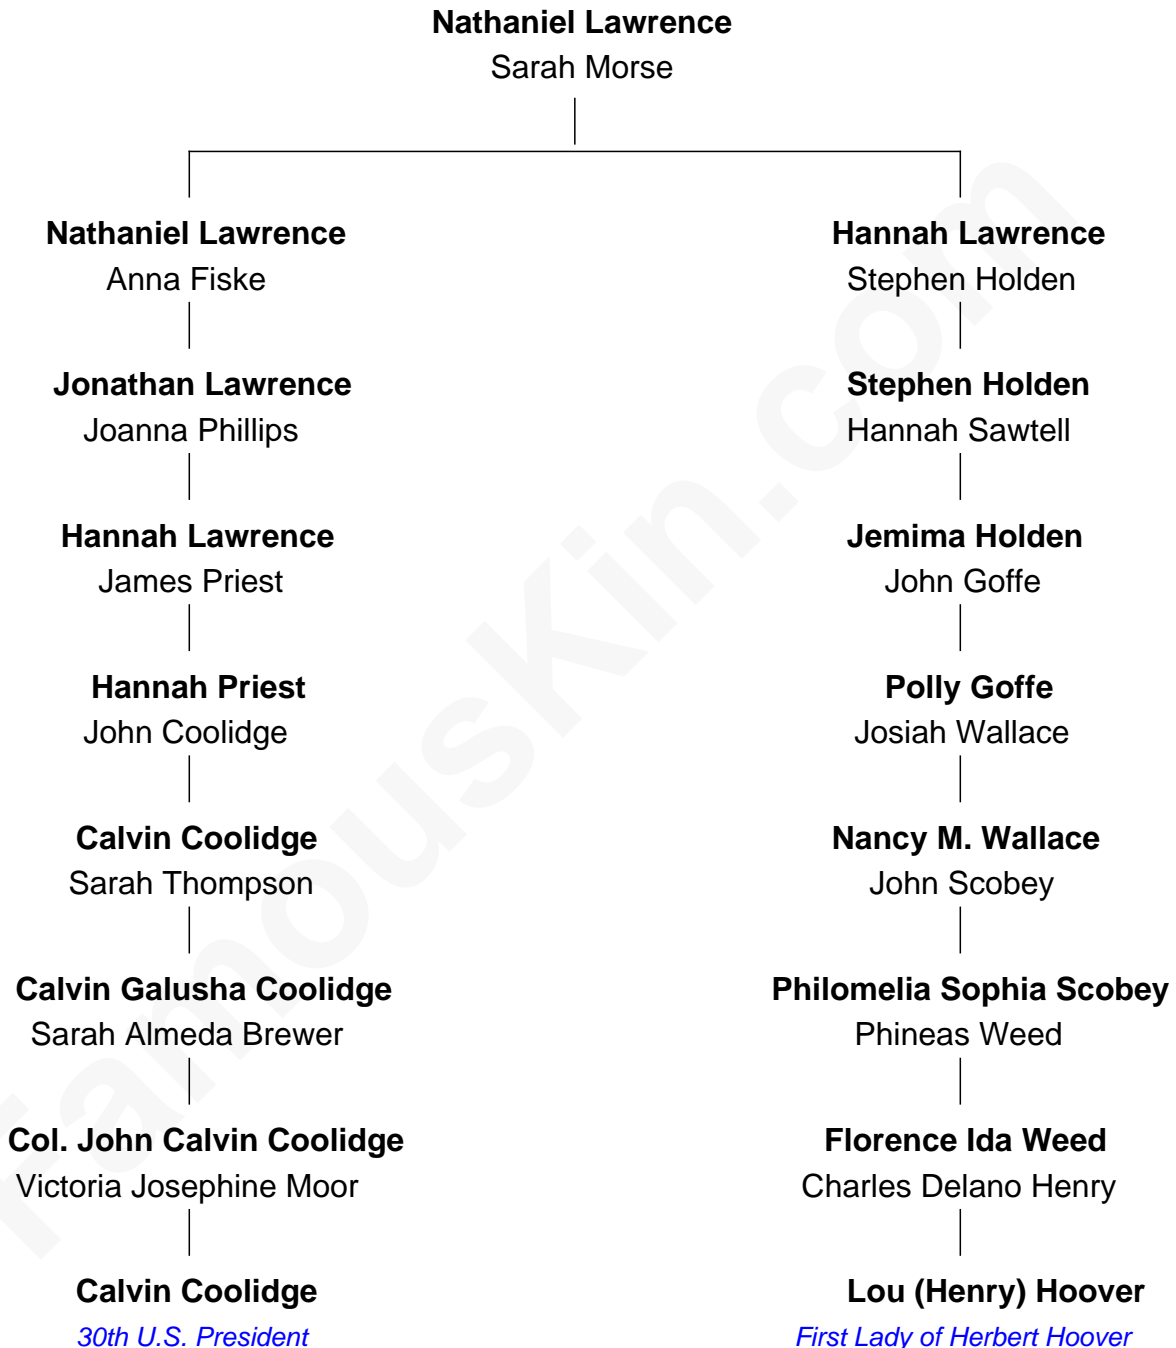 Nathaniel Lawrence
Sarah Morse
Nathaniel Lawrence
Anna Fiske
Jonathan Lawrence
Joanna Phillips
Hannah Lawrence
James Priest
Hannah Priest
John Coolidge
Calvin Coolidge
Sarah Thompson
Calvin Galusha Coolidge
Sarah Almeda Brewer
Col. John Calvin Coolidge
Victoria Josephine Moor
Calvin Coolidge
30th U.S. President
Hannah Lawrence
Stephen Holden
Stephen Holden
Hannah Sawtell
Jemima Holden
John Goffe
Polly Goffe
Josiah Wallace
Nancy M. Wallace
John Scobey
Philomelia Sophia Scobey
Phineas Weed
Florence Ida Weed
Charles Delano Henry
Lou (Henry) Hoover
First Lady of Herbert Hoover
FamousKin.com